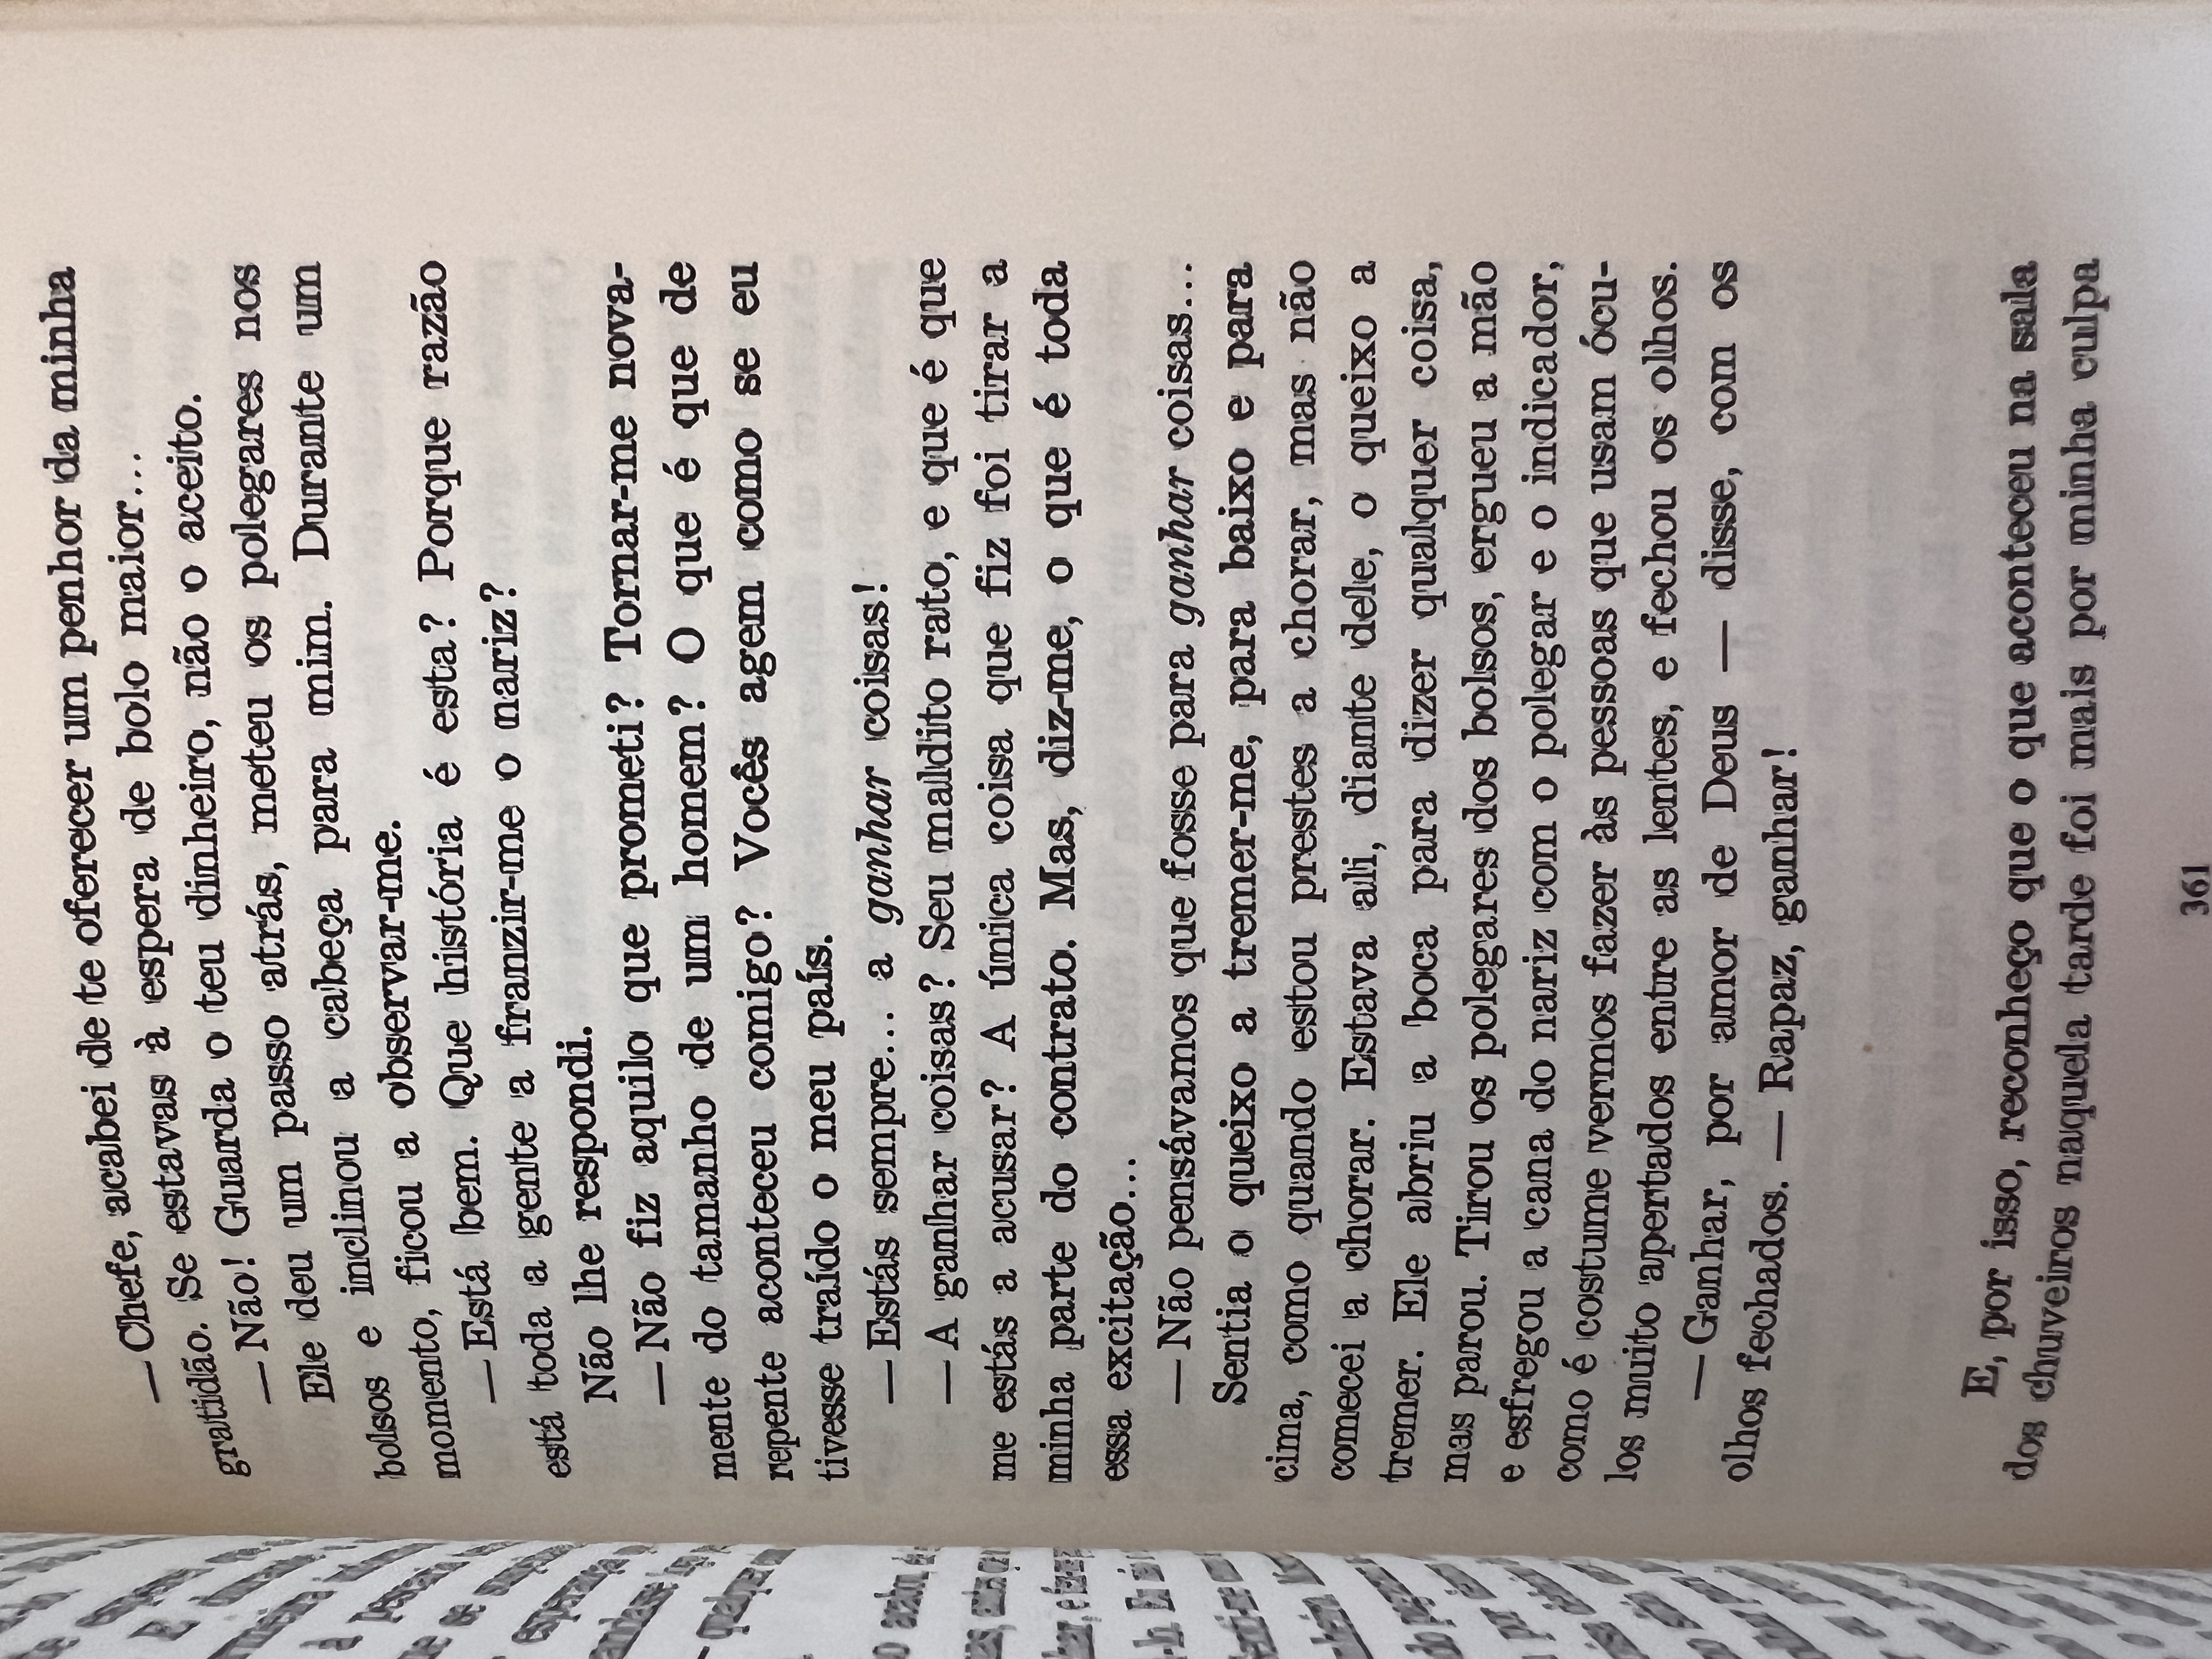 — Chefe, acabei de te oferecer um penhor da minha
gratidão. Se estavas à espera de bolo maior...
— Não! Guarda o teu dinheiro, não o aceito.
Ele deu um passo atrás, meteu os polegares nos
bolsos e inclinou a cabeça para mim. Durante um
momento, ficou a observar-me.
— Está bem. Que história é esta? Porque razão
está toda a gente a franzir-me o nariz?
Não lhe respondi.
— Não fiz aquilo que prometi? Tornar-me nova-
mente do tamanho de um homem? O que é que de
repente aconteceu comigo? Vocês agem como se eu
tivesse traído o meu país.
— Estás sempre... a ganhar coisas!
— A ganhar coisas? Seu maldito rato, e que é que
me estás a acusar? A única coisa que fiz foi tirar a
minha parte do contrato. Mas, diz-me, o que é toda
essa excitação...
— Não pensávamos que fosse para ganhar coisas...
Sentia o queixo a tremer-me, para baixo e para
cima, como quando estou prestes a chorar, mas não
comecei a chorar. Estava ali, diante dele, o queixo a
tremer. Ele abriu a boca para dizer qualquer coisa,
mas parou. Tirou os polegares dos bolsos, ergueu a mão
e esfregou a cana do nariz com o polegar e o indicador,
como é costume vermos fazer às pessoas que usam ócu-
los muito apertados entre as lentes, e fechou os olhos.
— Ganhar, por amor de Deus — disse, com os
olhos fechados. — Rapaz, ganhar!
E, por isso, reconheço que o que aconteceu na sala
dos chuveiros naquela tarde foi mais por minha culpa
361